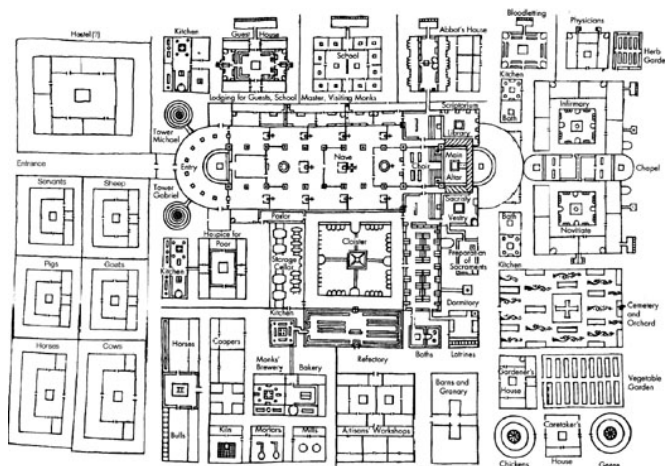 Hostel (?)
Kitchen
Guest House
School
Abbot's House
Bloodletting
Physicians
Herb Garde
Kitchen
Bath
Infirmary
Lodging for Guests, School Master, Visiting Monks
Tower Michael
Scriptorium
Library
Entrance
Entry
Nave
Choir
Main Altar
Chapel
Tower Gabriel
Sacristy
Vestry
Servants
Sheep
Parlor
Hospice for Poor
Kitchen
Storage Cellar
Cloister
Preparation of Sacraments
Bath
Novitiate
Kitchen
Pigs
Goats
Dormitory
Cemetery and Orchard
Kitchen
Baths
Latrines
Horses
Cows
Horses
Coopers
Monks' Brewery
Bakery
Refectory
Barns and Granary
Gardener's House
Vegetable Garden
Bulls
Kiln
Mortars
Mills
Artisans' Workshops
Chickens
Caretaker's House
Geese